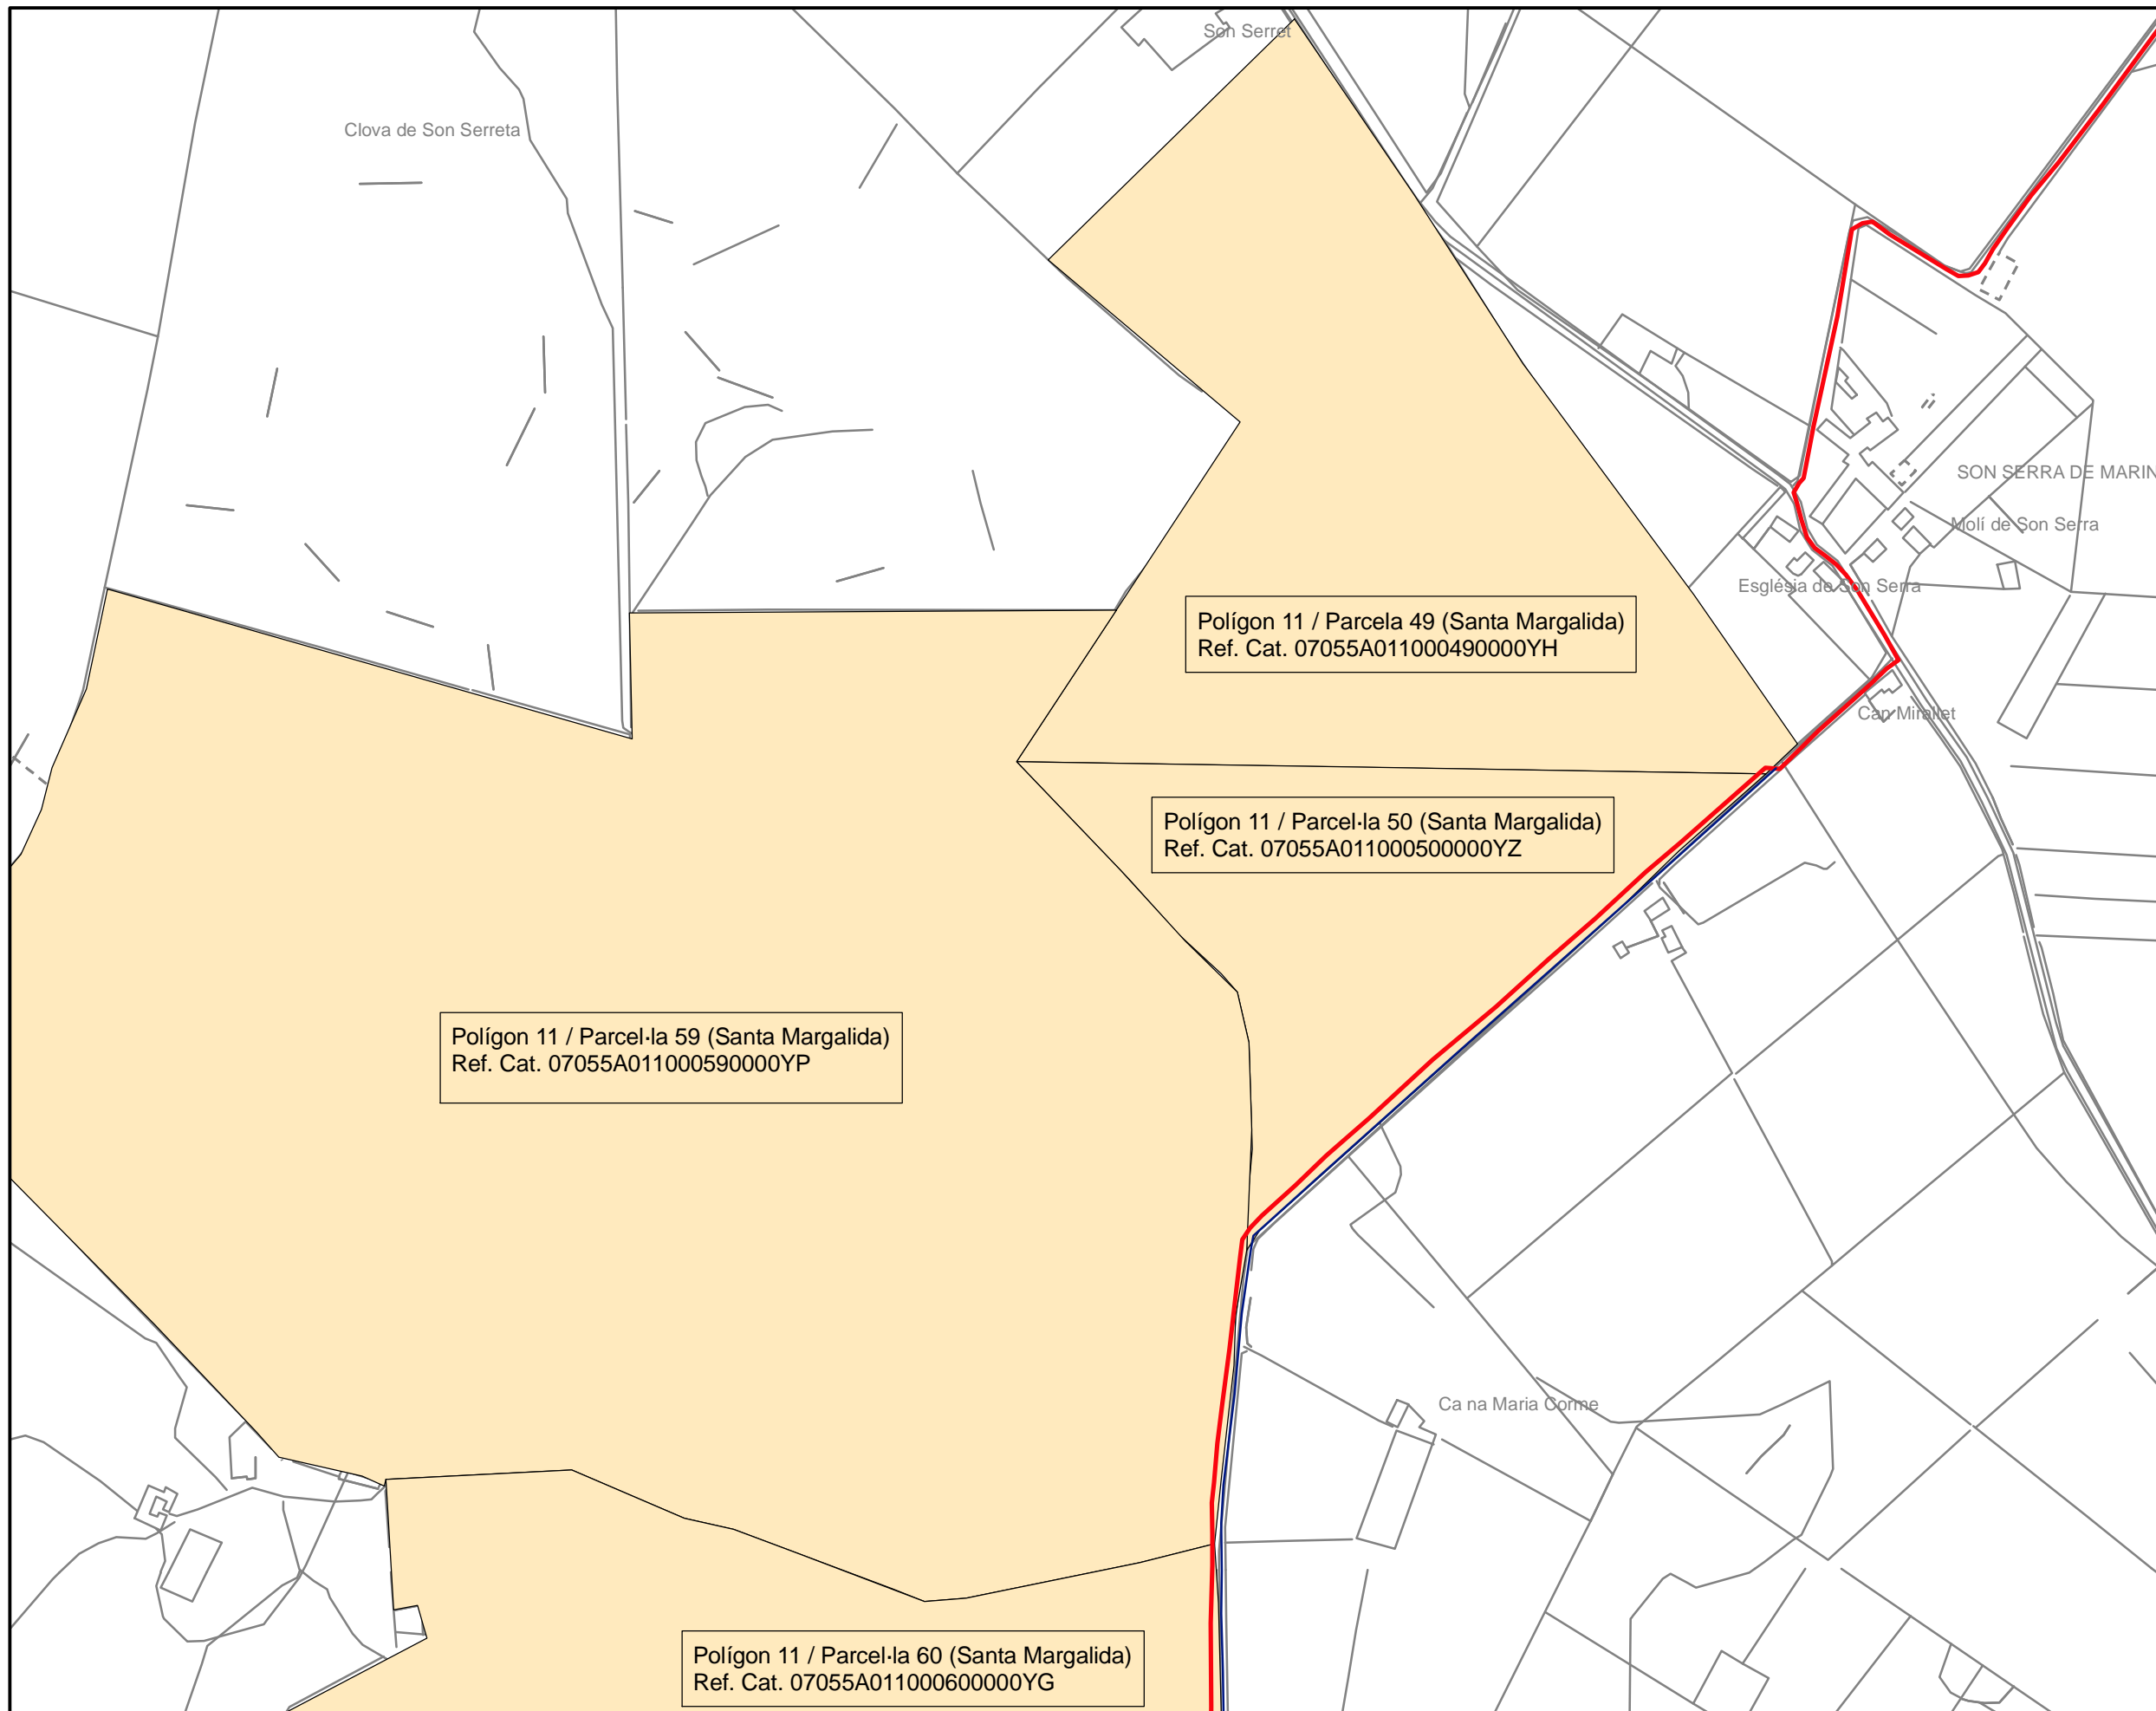 Son Serret
Clova de Son Serreta
SON SERRA DE MARIN
Molí de Son Serra
Església de Son Serra
Polígon 11 / Parcela 49 (Santa Margalida)
Ref. Cat. 07055A011000490000YH
Can Mirallet
Polígon 11 / Parcel·la 50 (Santa Margalida)
Ref. Cat. 07055A011000500000YZ
Polígon 11 / Parcel·la 59 (Santa Margalida)
Ref. Cat. 07055A011000590000YP
Ca na Maria Corme
Polígon 11 / Parcel·la 60 (Santa Margalida)
Ref. Cat. 07055A011000600000YG